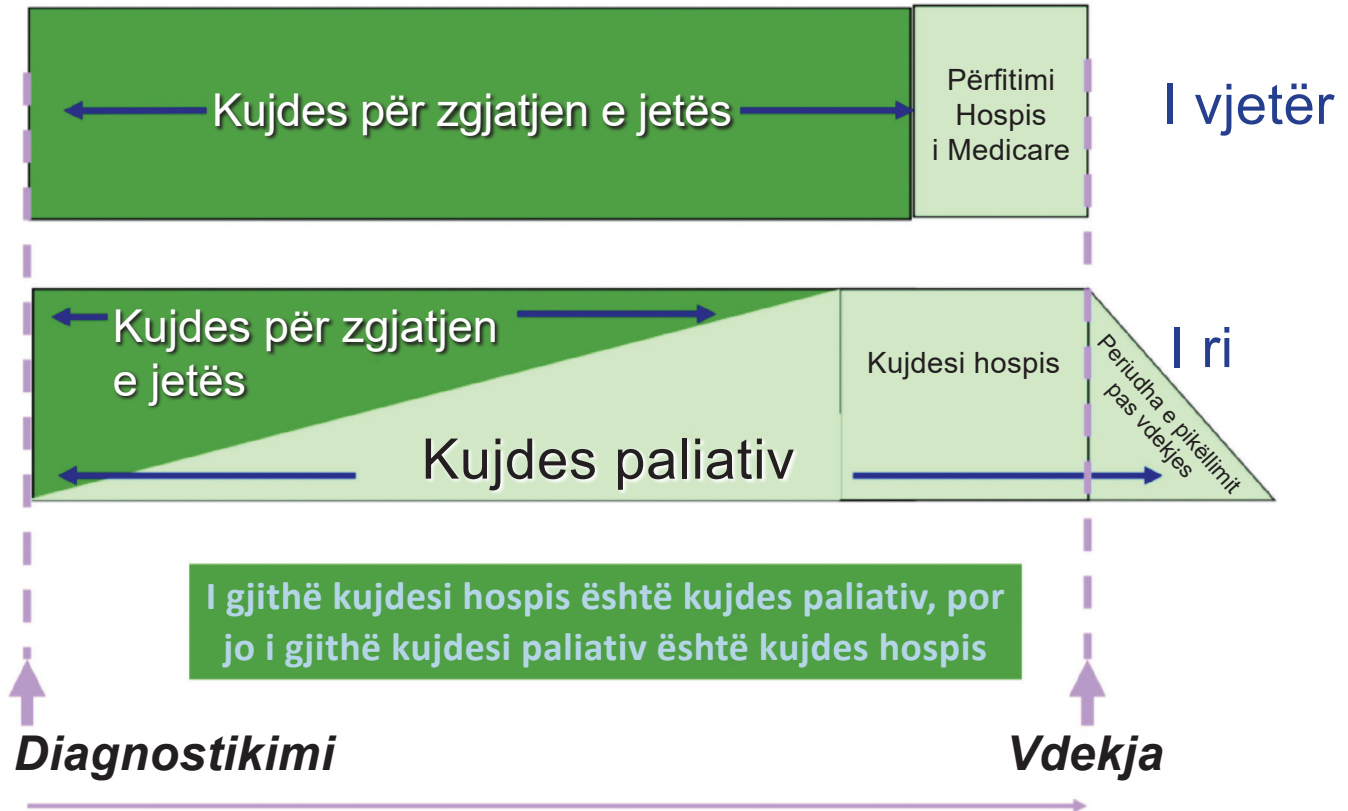 Kujdes për zgjatjen e jetës
Përfitimi
Hospis
i Medicare
I vjetër
Kujdes për zgjatjen
e jetës
Kujdesi hospis
Periudha e pikëllimit
pas vdekjes
I ri
Kujdes paliativ
I gjithë kujdesi hospis është kujdes paliativ, por
jo i gjithë kujdesi paliativ është kujdes hospis
Diagnostikimi
Vdekja